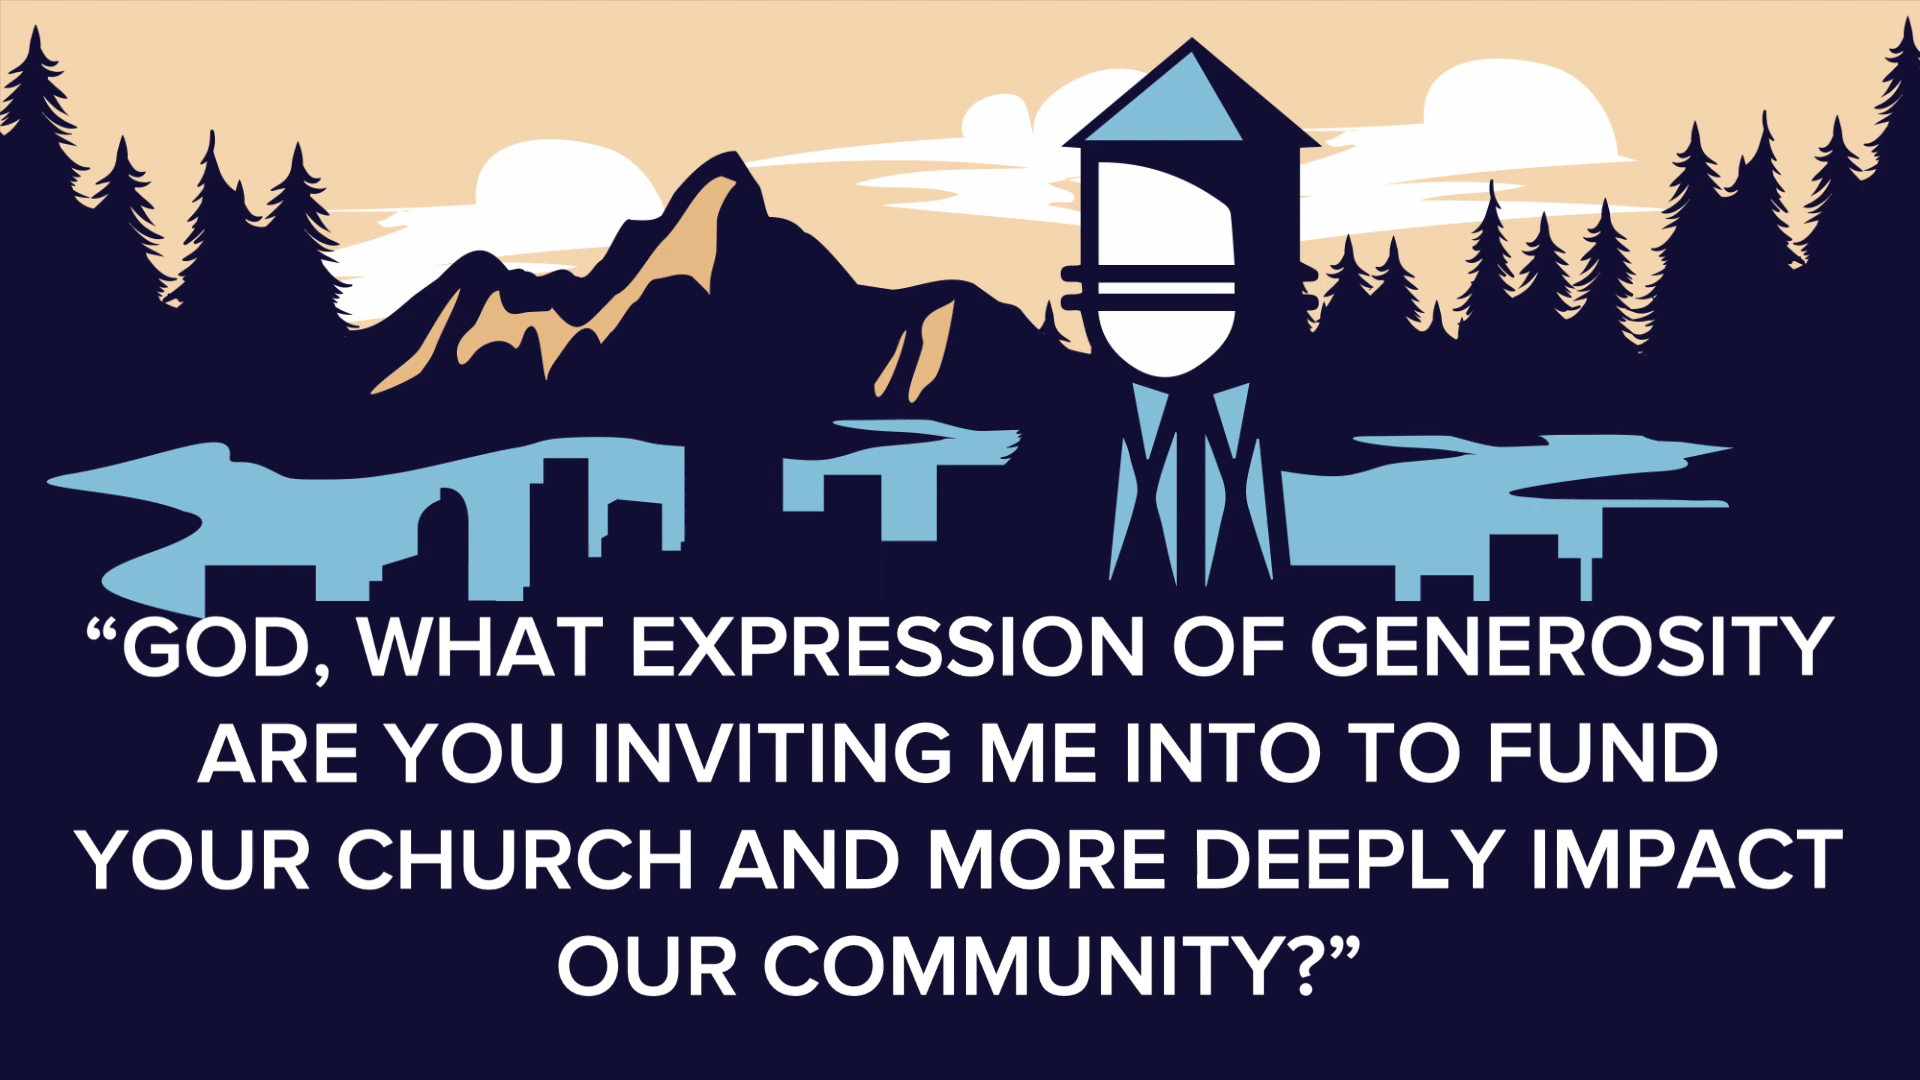 “GOD, WHAT EXPRESSION OF GENEROSITY
ARE YOU INVITING ME INTO TO FUND
YOUR CHURCH AND MORE DEEPLY IMPACT
OUR COMMUNITY?”